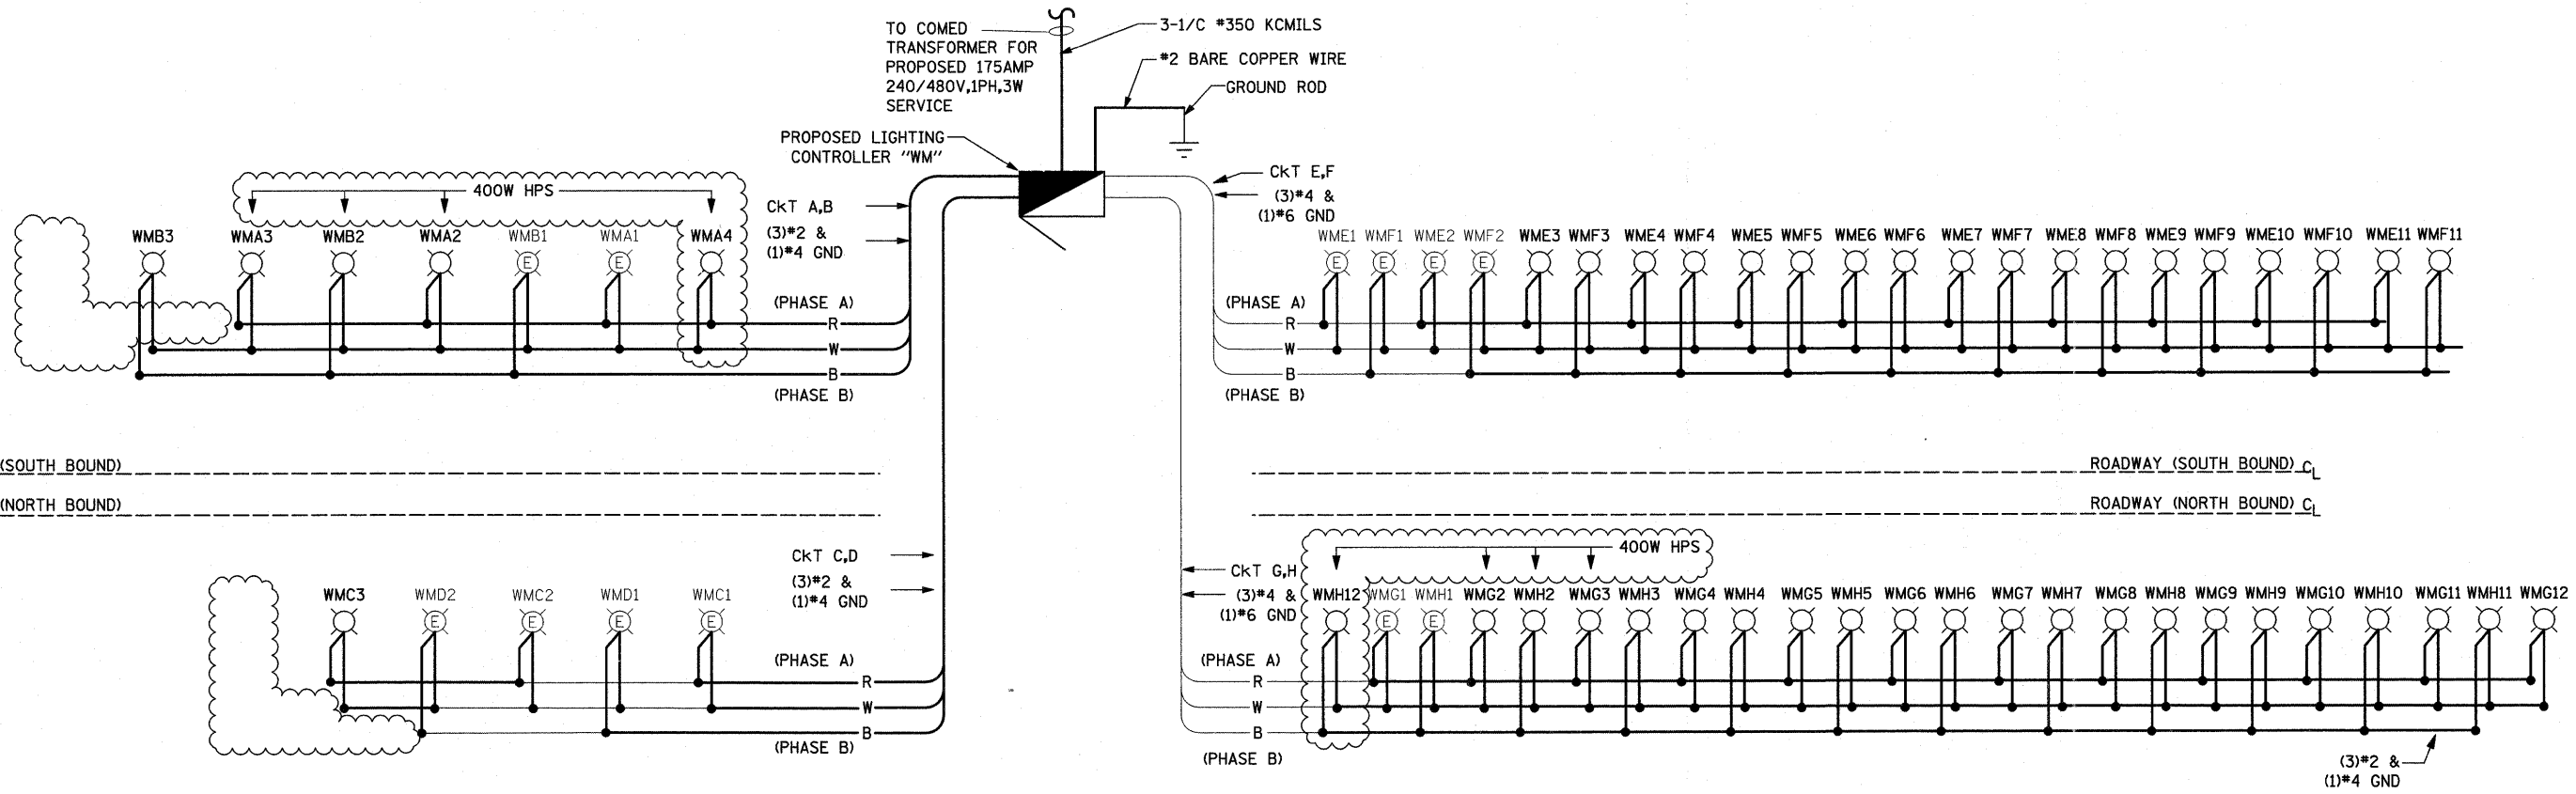 TO COMED
TRANSFORMER FOR
PROPOSED 175AMP
240/480V,1PH,3W
SERVICE
3-1/C #350 KCMILS
#2 BARE COPPER WIRE
GROUND ROD
PROPOSED LIGHTING
CONTROLLER "WM"
400W HPS
CKT A,B
(3)#2 &
(1)#4 GND
CKT E,F
(3)#4 &
(1)#6 GND
WMB3 WMA3 WMB2 WMA2 WMB1 WMA1 WMA4
E E
WME1 WMF1 WME2 WMF2 WME3 WMF3 WME4 WMF4 WME5 WMF5 WME6 WMF6 WME7 WMF7 WME8 WMF8 WME9 WMF9 WME10 WMF10 WME11 WMF11
E E E E
(PHASE A)
R
W
B
(PHASE B)
(PHASE A)
R
W
B
(PHASE B)
(SOUTH BOUND)
ROADWAY (SOUTH BOUND) CL
(NORTH BOUND)
ROADWAY (NORTH BOUND) CL
CKT C,D
(3)#2 &
(1)#4 GND
400W HPS
CKT G,H
(3)#4 &
(1)#6 GND
WMC3 WMD2 WMC2 WMD1 WMC1
E E E E
WMH12 WMG1 WMH1 WMG2 WMH2 WMG3 WMH3 WMG4 WMH4 WMG5 WMH5 WMG6 WMH6 WMG7 WMH7 WMG8 WMH8 WMG9 WMH9 WMG10 WMH10 WMG11 WMH11 WMG12
E E
(PHASE A)
R
W
B
(PHASE B)
(PHASE A)
R
W
B
(PHASE B)
(3)#2 &
(1)#4 GND